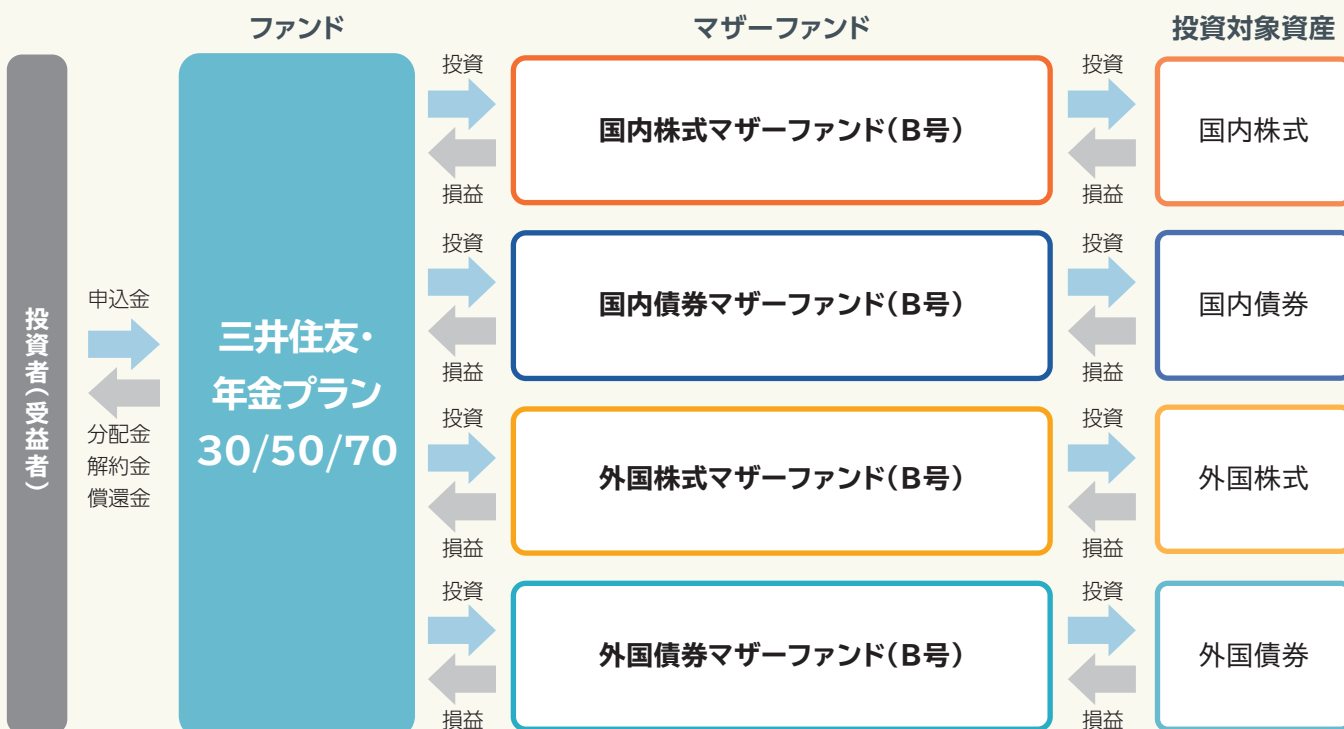 ファンド
マザーファンド
投資対象資産
投資者(受益者)
申込金
分配金
解約金
償還金
三井住友・
年金プラン
30/50/70
投資
損益
国内株式マザーファンド(B号)
投資
損益
国内株式
投資
損益
国内債券マザーファンド(B号)
投資
損益
国内債券
投資
損益
外国株式マザーファンド(B号)
投資
損益
外国株式
投資
損益
外国債券マザーファンド(B号)
投資
損益
外国債券